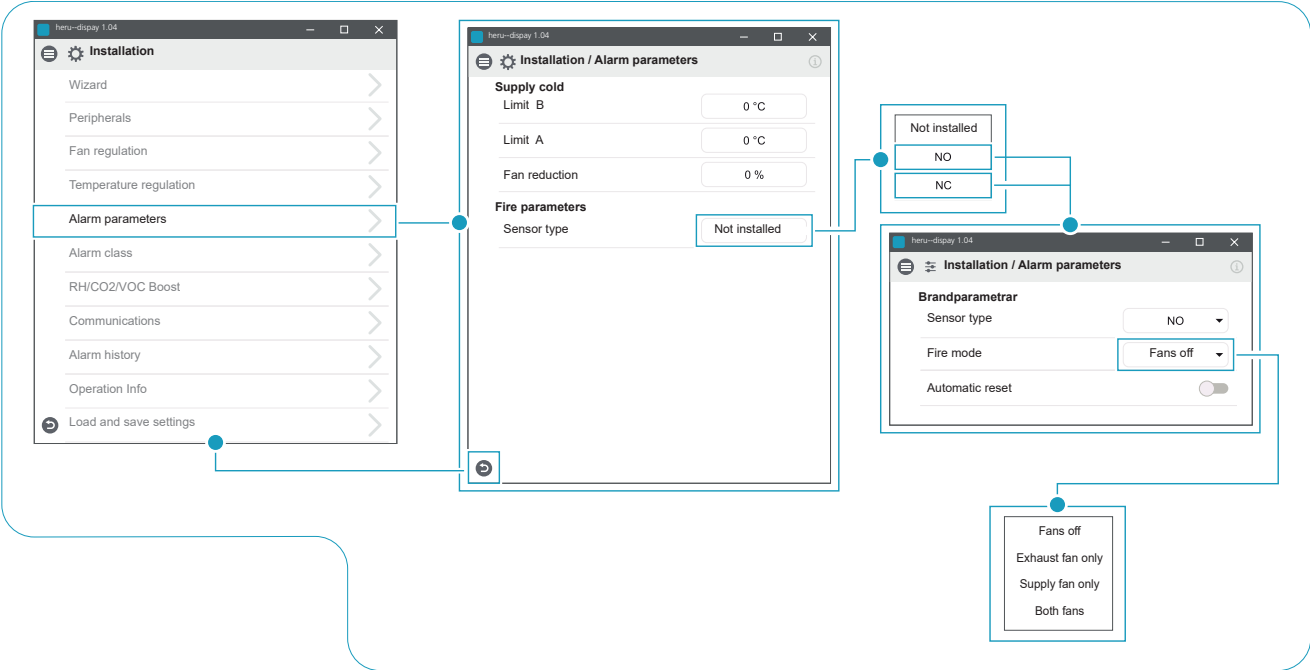 heru--dispay 1.04
Installation
Wizard
Peripherals
Fan regulation
Temperature regulation
Alarm parameters
Alarm class
RH/CO2/VOC Boost
Communications
Alarm history
Operation Info
Load and save settings
heru--dispay 1.04
Installation / Alarm parameters
Supply cold
Limit B 0 °C
Limit A 0 °C
Fan reduction 0 %
Fire parameters
Sensor type Not installed
Not installed
NO
NC
heru--dispay 1.04
Installation / Alarm parameters
Brandparametrar
Sensor type NO
Fire mode Fans off
Automatic reset
Fans off
Exhaust fan only
Supply fan only
Both fans